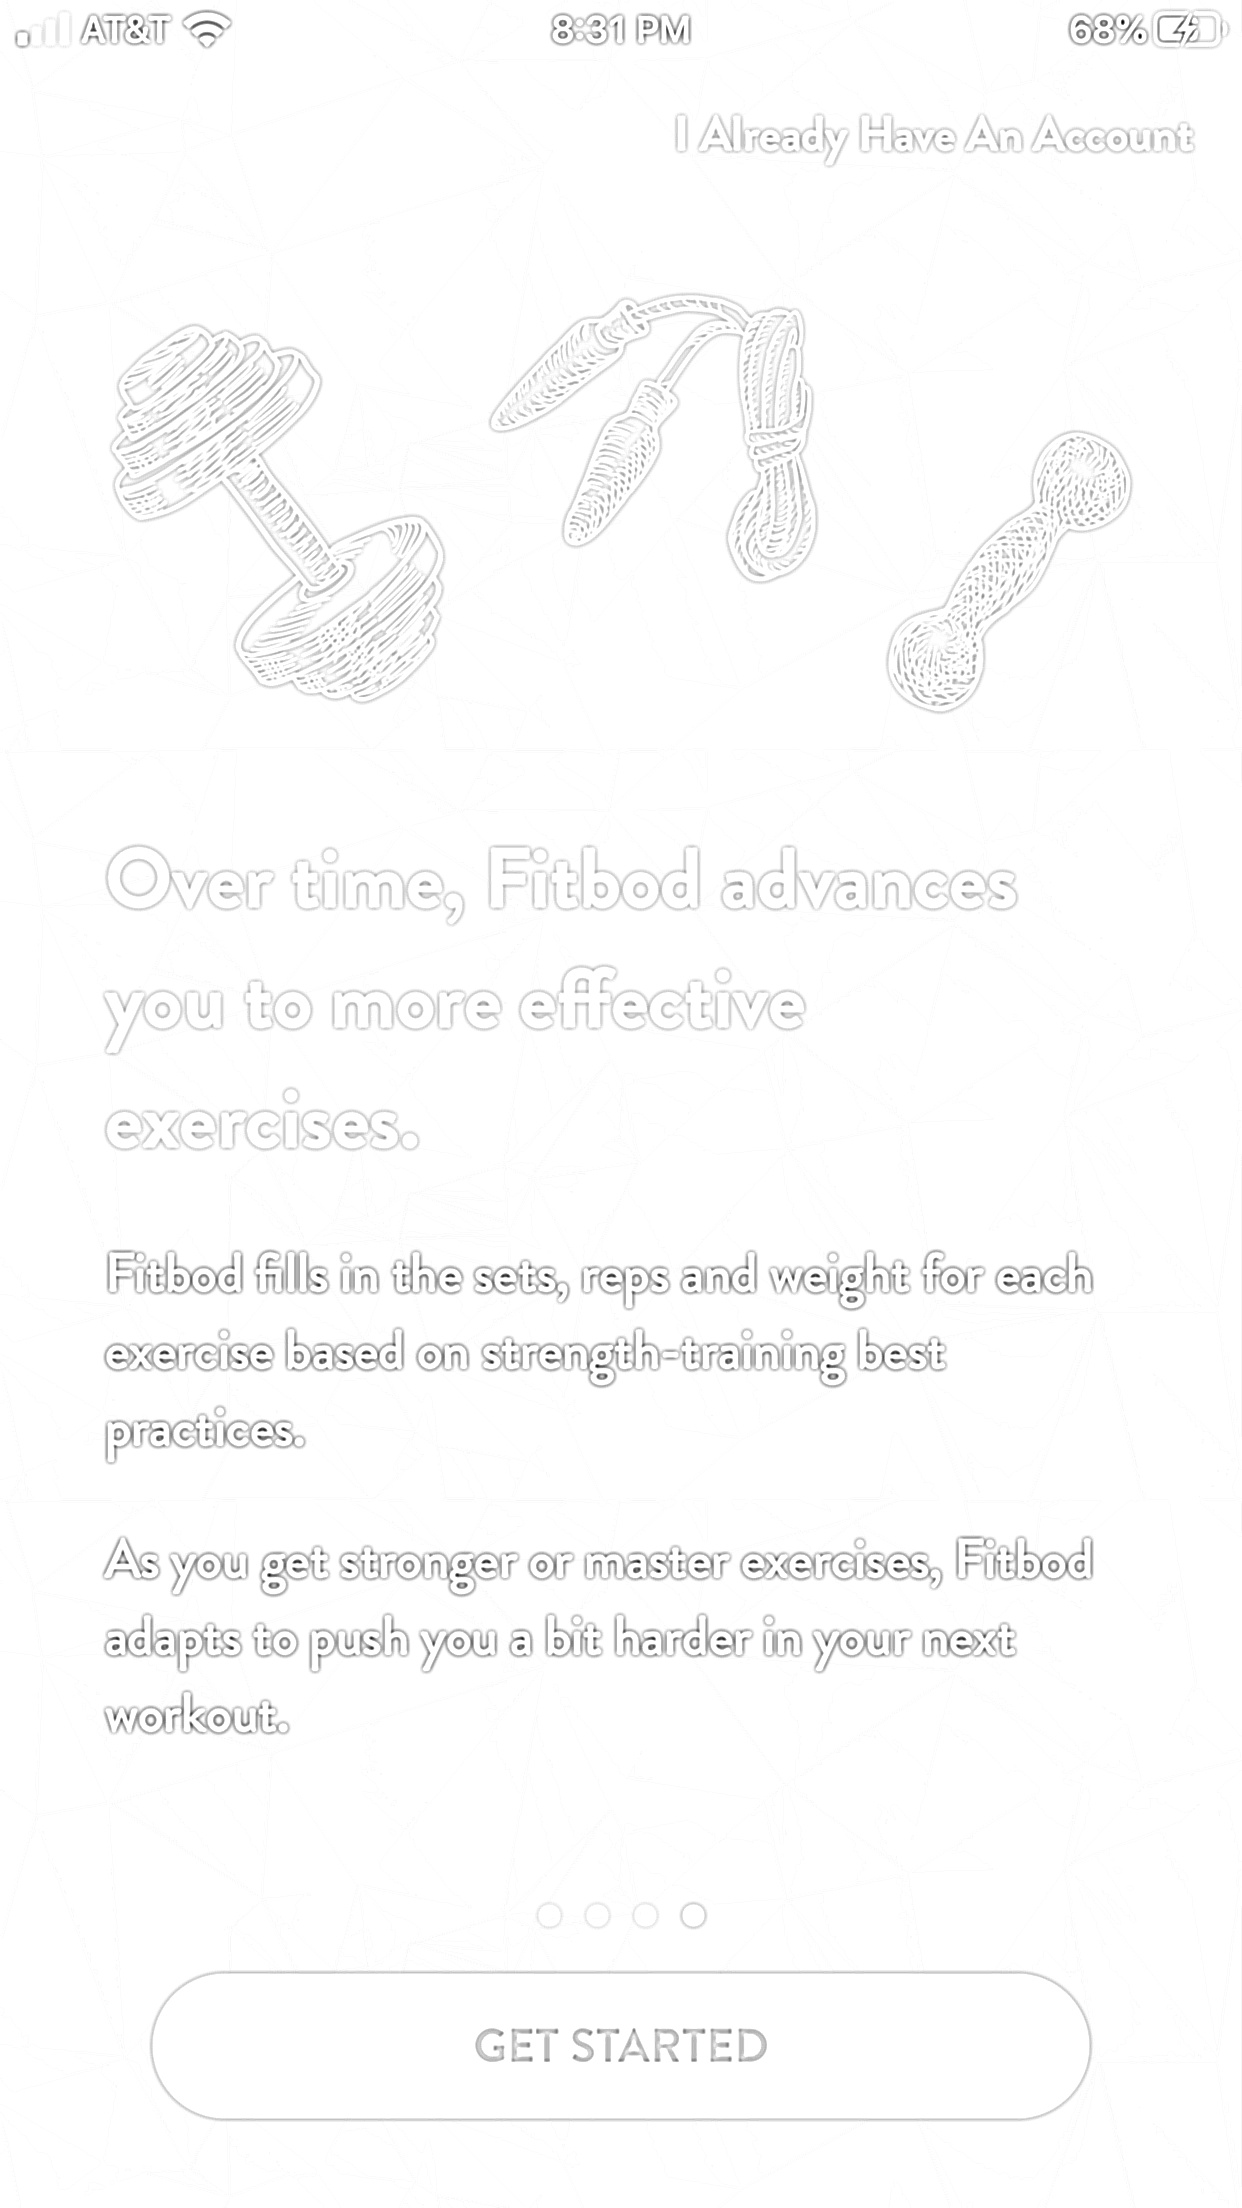 AT&T 8:31 PM 68%
I Already Have An Account
Over time, Fitbod advances
you to more effective
exercises.
Fitbod fills in the sets, reps and weight for each
exercise based on strength-training best
practices.
As you get stronger or master exercises, Fitbod
adapts to push you a bit harder in your next
workout.
GET STARTED